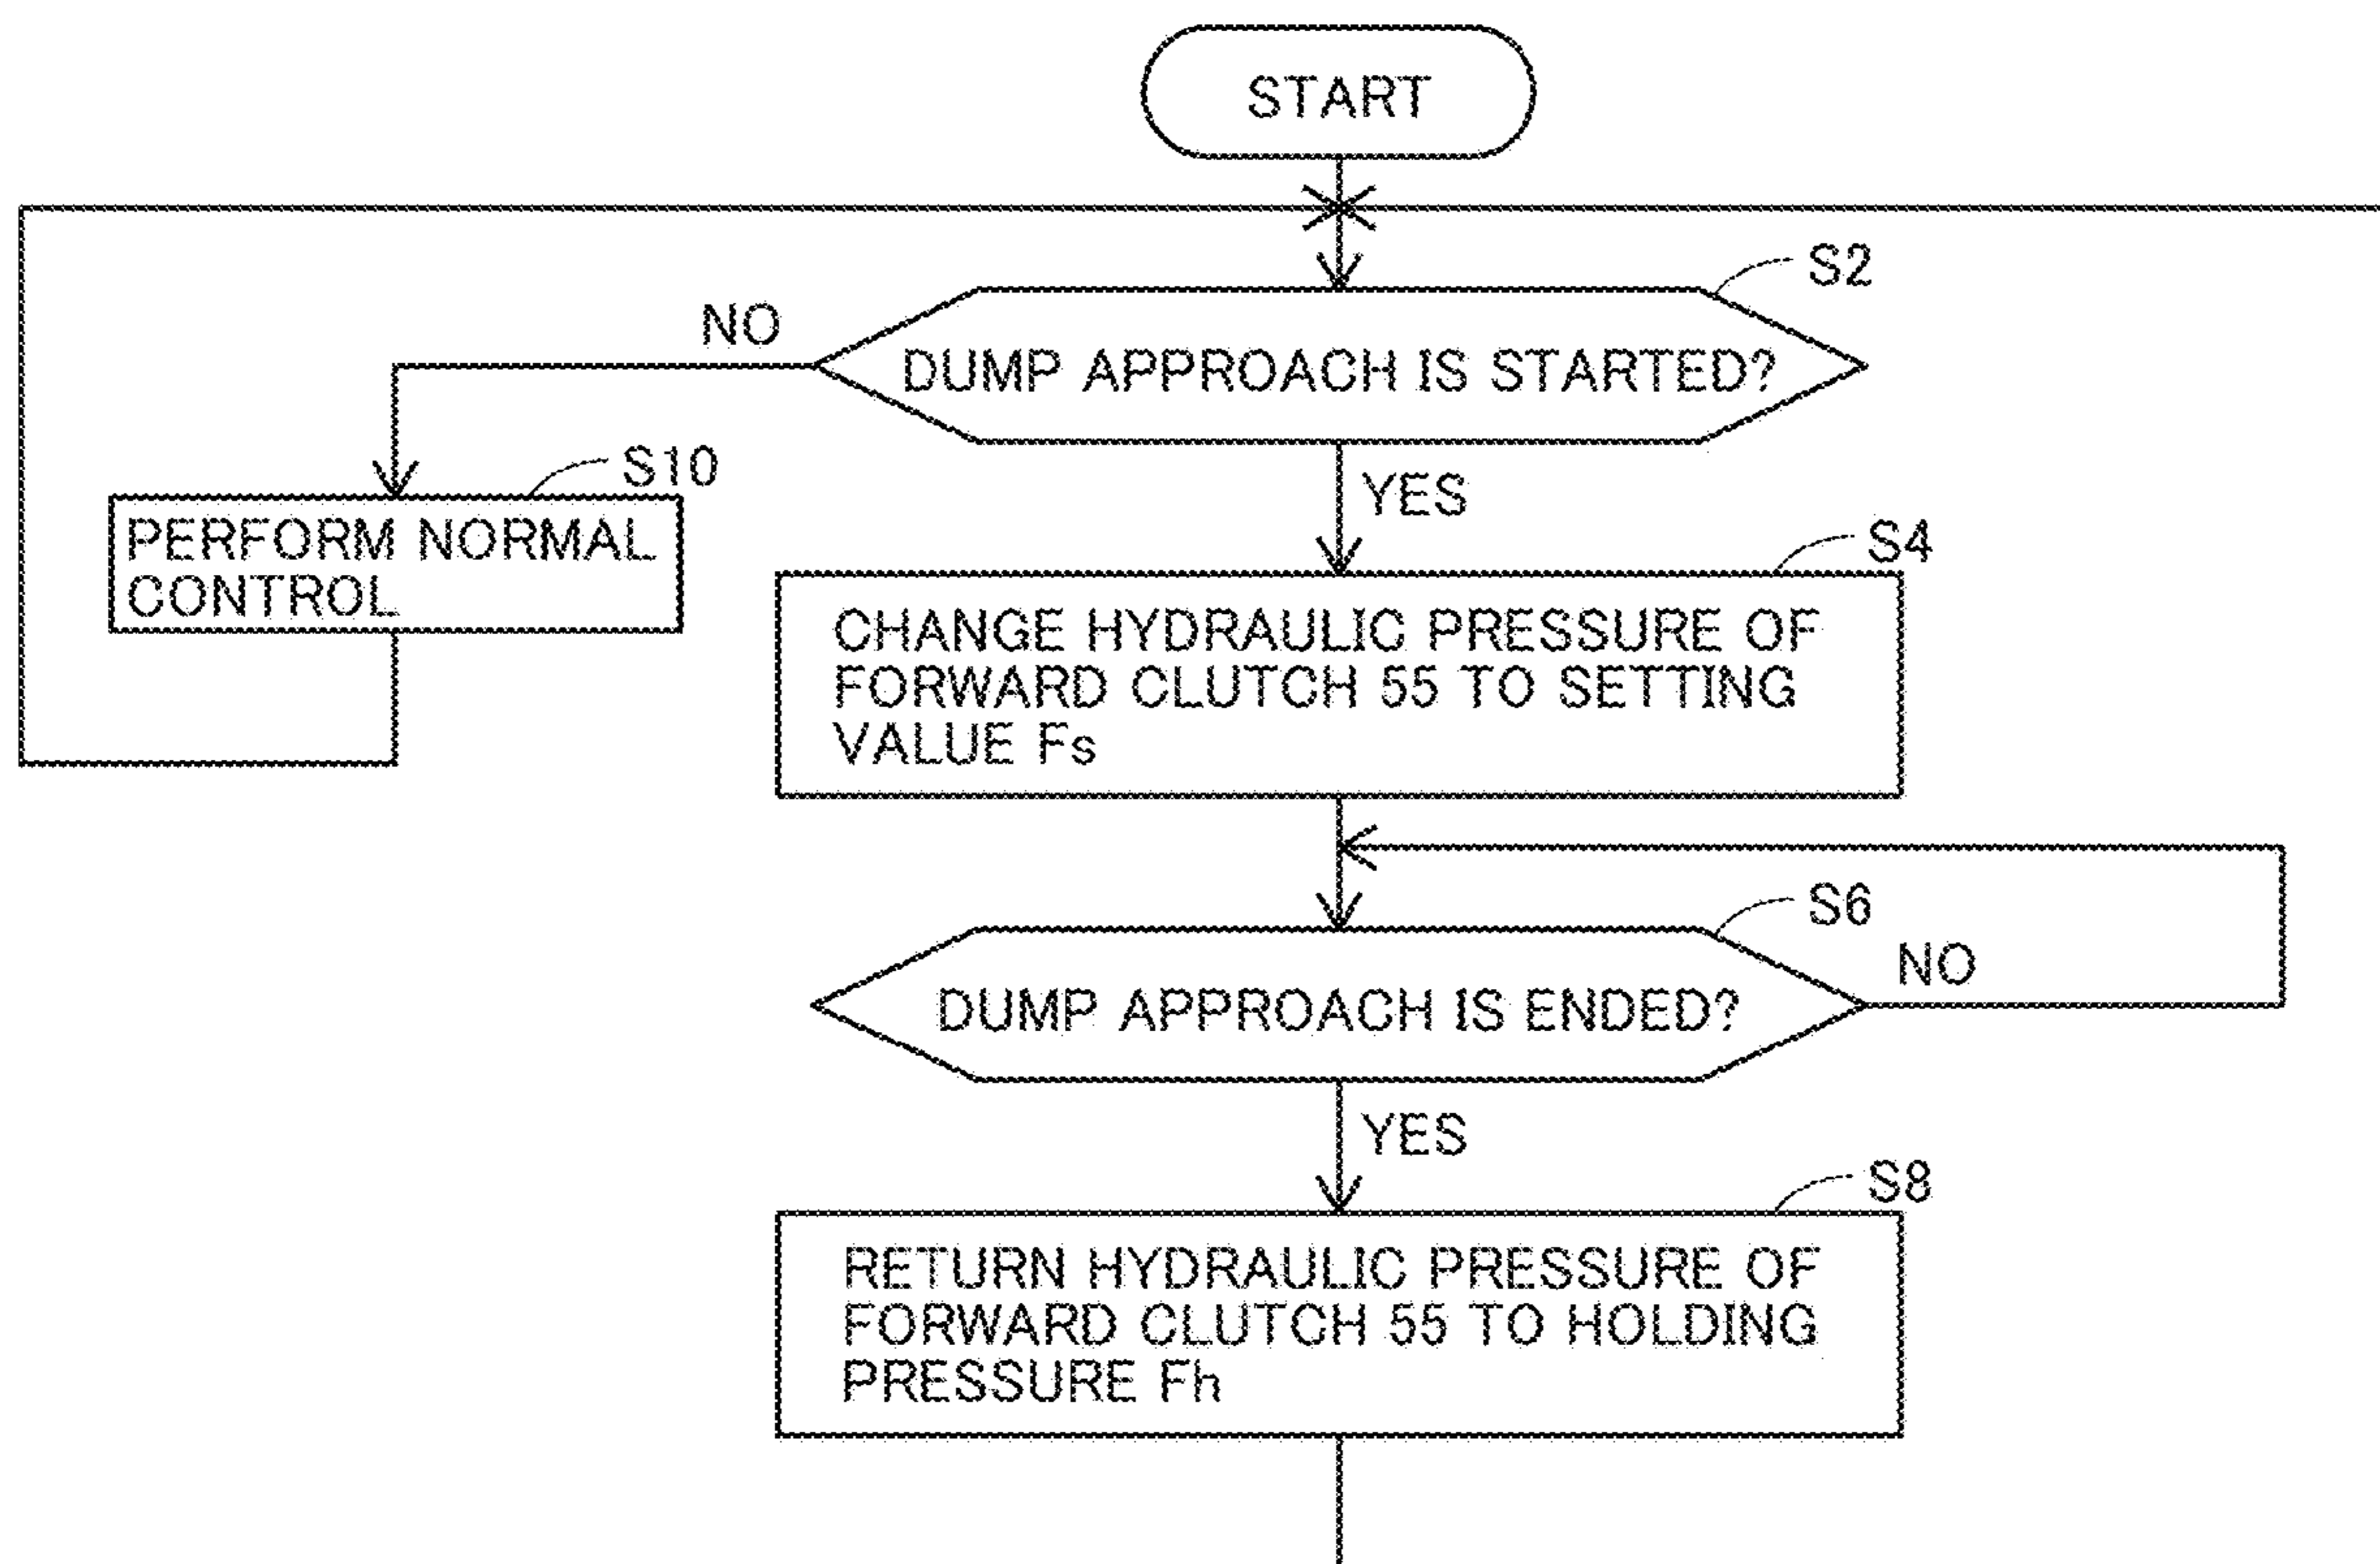 START
S2
NO
DUMP APPROACH IS STARTED?
S10
YES
PERFORM NORMAL
CONTROL
S4
CHANGE HYDRAULIC PRESSURE OF
FORWARD CLUTCH 55 TO SETTING
VALUE Fs
S6
NO
DUMP APPROACH IS ENDED?
YES
S8
RETURN HYDRAULIC PRESSURE OF
FORWARD CLUTCH 55 TO HOLDING
PRESSURE Fh